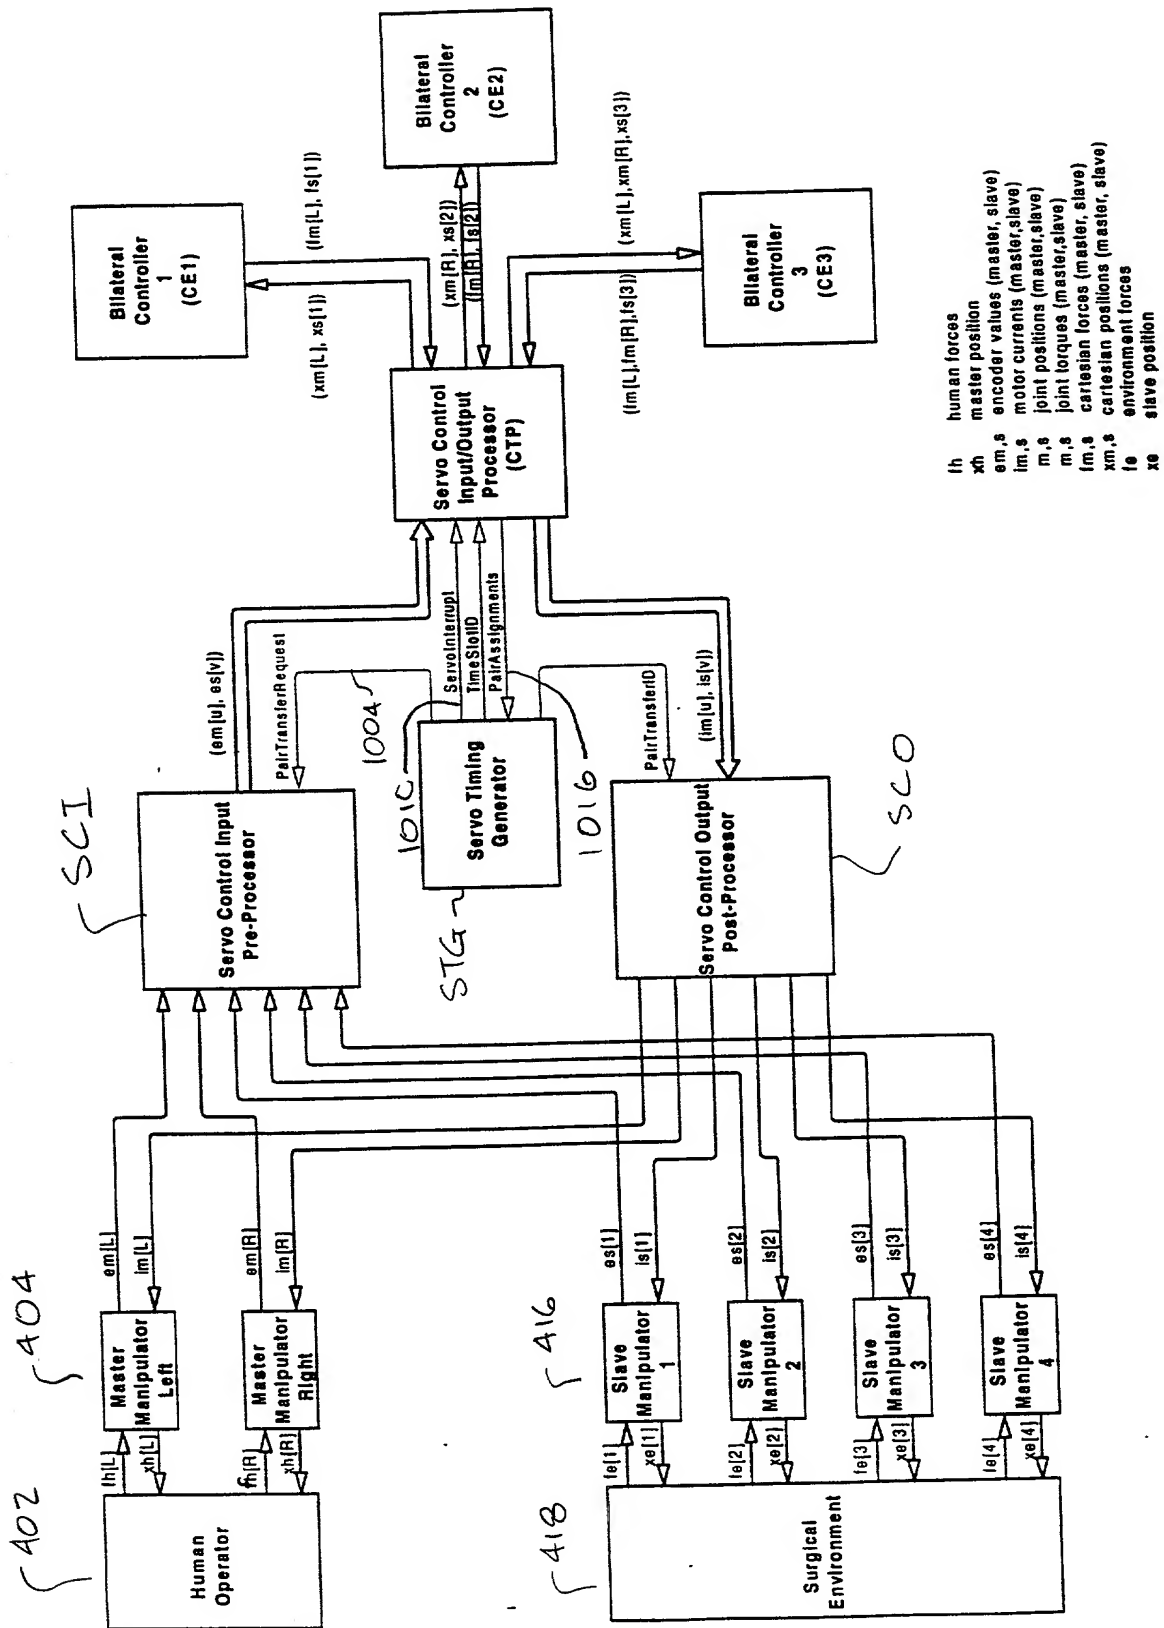 402
404
Human
Operator
fh[L]
xh[L]
fh[R]
xh[R]
Master
Manipulator
Left
Master
Manipulator
Right
em[L]
im[L]
em[R]
im[R]
418
416
Surgical
Environment
fe[1]
xe[1]
fe[2]
xe[2]
fe[3]
xe[3]
fe[4]
xe[4]
Slave
Manipulator
1
Slave
Manipulator
2
Slave
Manipulator
3
Slave
Manipulator
4
es[1]
is[1]
es[2]
is[2]
es[3]
is[3]
es[4]
is[4]
SCI
Servo Control Input
Pre-Processor
(em[u], es[v])
PairTransferRequest
1004
1010
STG
Servo Timing
Generator
ServoInterrupt
TimeSlotID
PairAssignments
1016
PairTransferID
(im[u], is[v])
Servo Control Output
Post-Processor
SCO
Servo Control
Input/Output
Processor
(CTP)
(xm[L], xs[1])
(fm[L], fs[1])
Bilateral
Controller
1
(CE1)
(xm[R], xs[2])
(fm[R], fs[2])
Bilateral
Controller
2
(CE2)
(fm[L],fm[R],fs[3])
(xm[L],xm[R],xs[3])
Bilateral
Controller
3
(CE3)
fh human forces
xh master position
em,s encoder values (master, slave)
im,s motor currents (master,slave)
m,s joint positions (master,slave)
m,s joint torques (master,slave)
fm,s cartesian forces (master, slave)
xm,s cartesian positions (master, slave)
fe environment forces
xe slave position